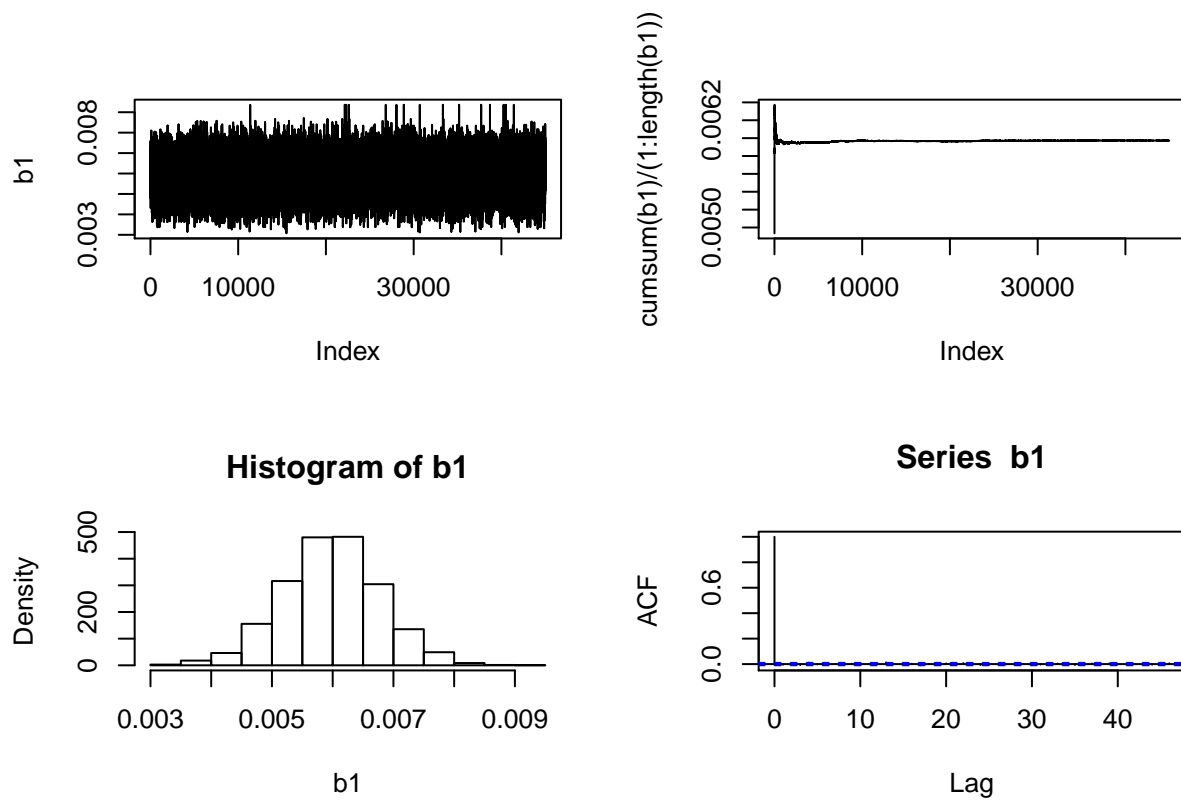 b1
0.003 0.008
0 10000 30000
Index
cumsum(b1)/(1:length(b1))
0.0050 0.0062
0 10000 30000
Index
Histogram of b1
Density
0 200 500
0.003 0.005 0.007 0.009
b1
Series b1
ACF
0.0 0.6
0 10 20 30 40
Lag